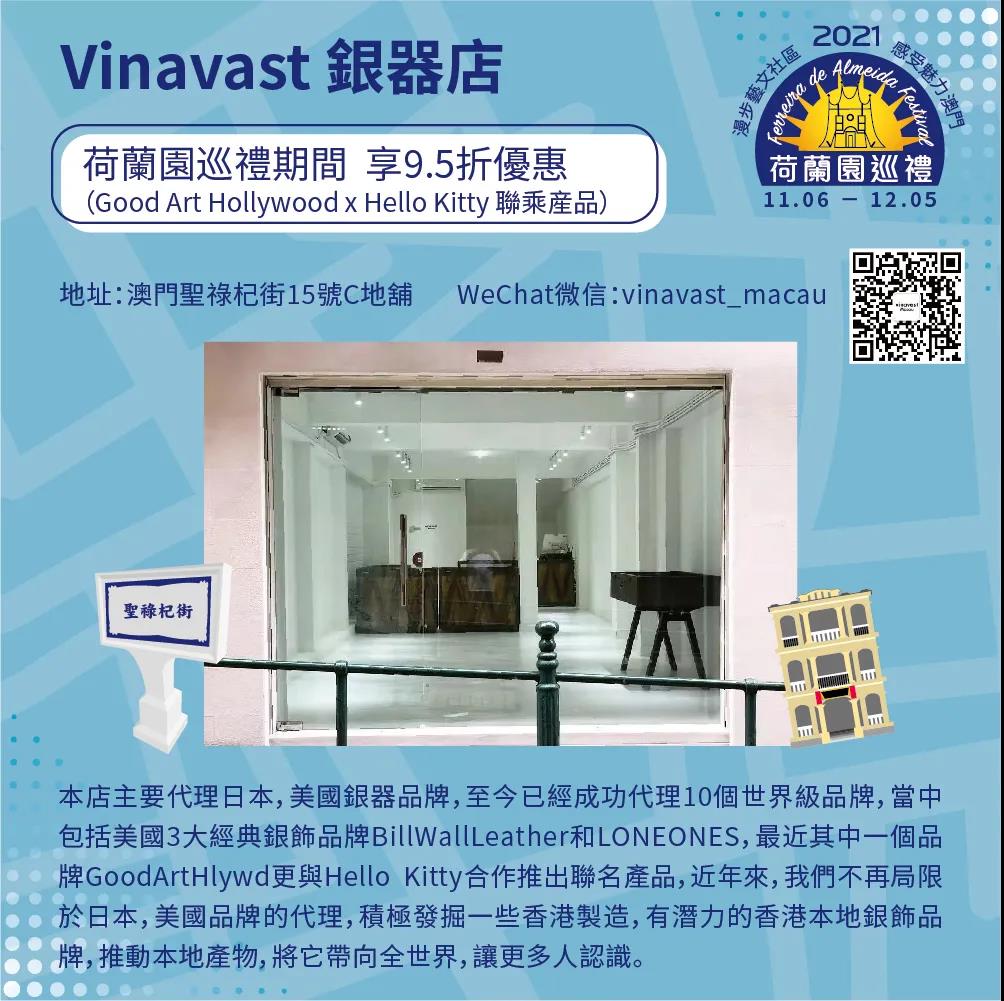 Vinavast 銀器店
2021
漫步藝文社區
感受魅力澳門
Ferreira de Almeida Festival
荷蘭園巡禮
11.06 — 12.05
荷蘭園巡禮期間 享9.5折優惠
（Good Art Hollywood x Hello Kitty 聯乘産品）
地址：澳門聖祿杞街15號C地舖
WeChat微信：vinavast_macau
vinavast
Macau
聖祿杞街
本店主要代理日本，美國銀器品牌，至今已經成功代理10個世界級品牌，當中
包括美國3大經典銀飾品牌BillWallLeather和LONEONES，最近其中一個品
牌GoodArtHlywd更與Hello Kitty合作推出聯名產品，近年來，我們不再局限
於日本，美國品牌的代理，積極發掘一些香港製造，有潛力的香港本地銀飾品
牌，推動本地產物，將它帶向全世界，讓更多人認識。